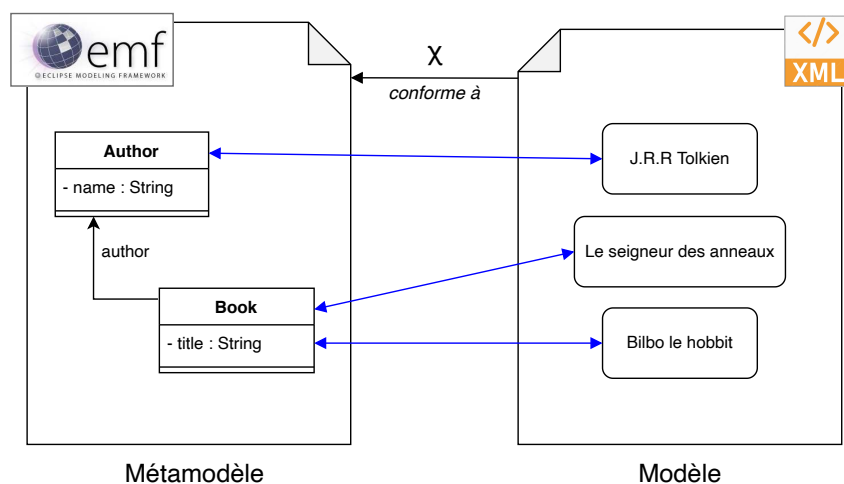 emf
ECLIPSE MODELING FRAMEWORK
</>
XML
X
conforme à
Author
- name : String
author
Book
- title : String
J.R.R Tolkien
Le seigneur des anneaux
Bilbo le hobbit
Métamodèle
Modèle